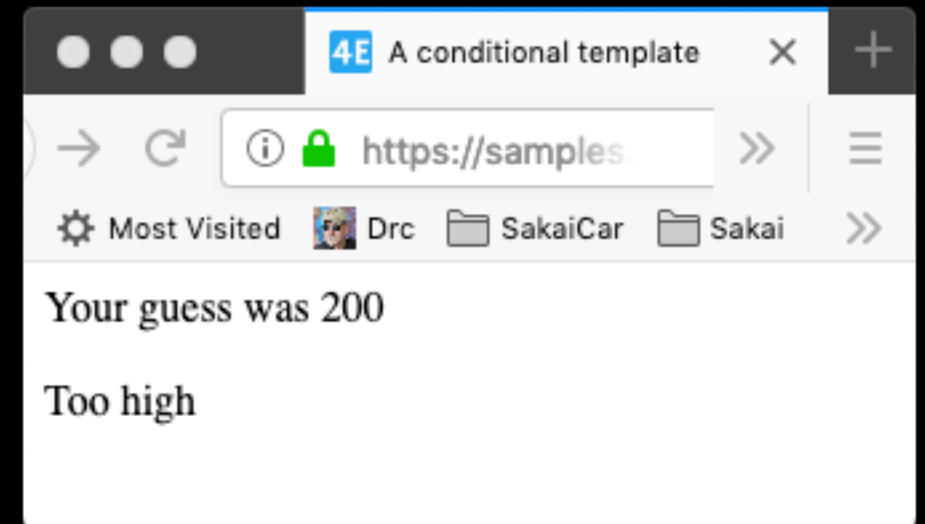 4E A conditional template
https://samples.
Most Visited Drc SakaiCar Sakai
Your guess was 200
Too high